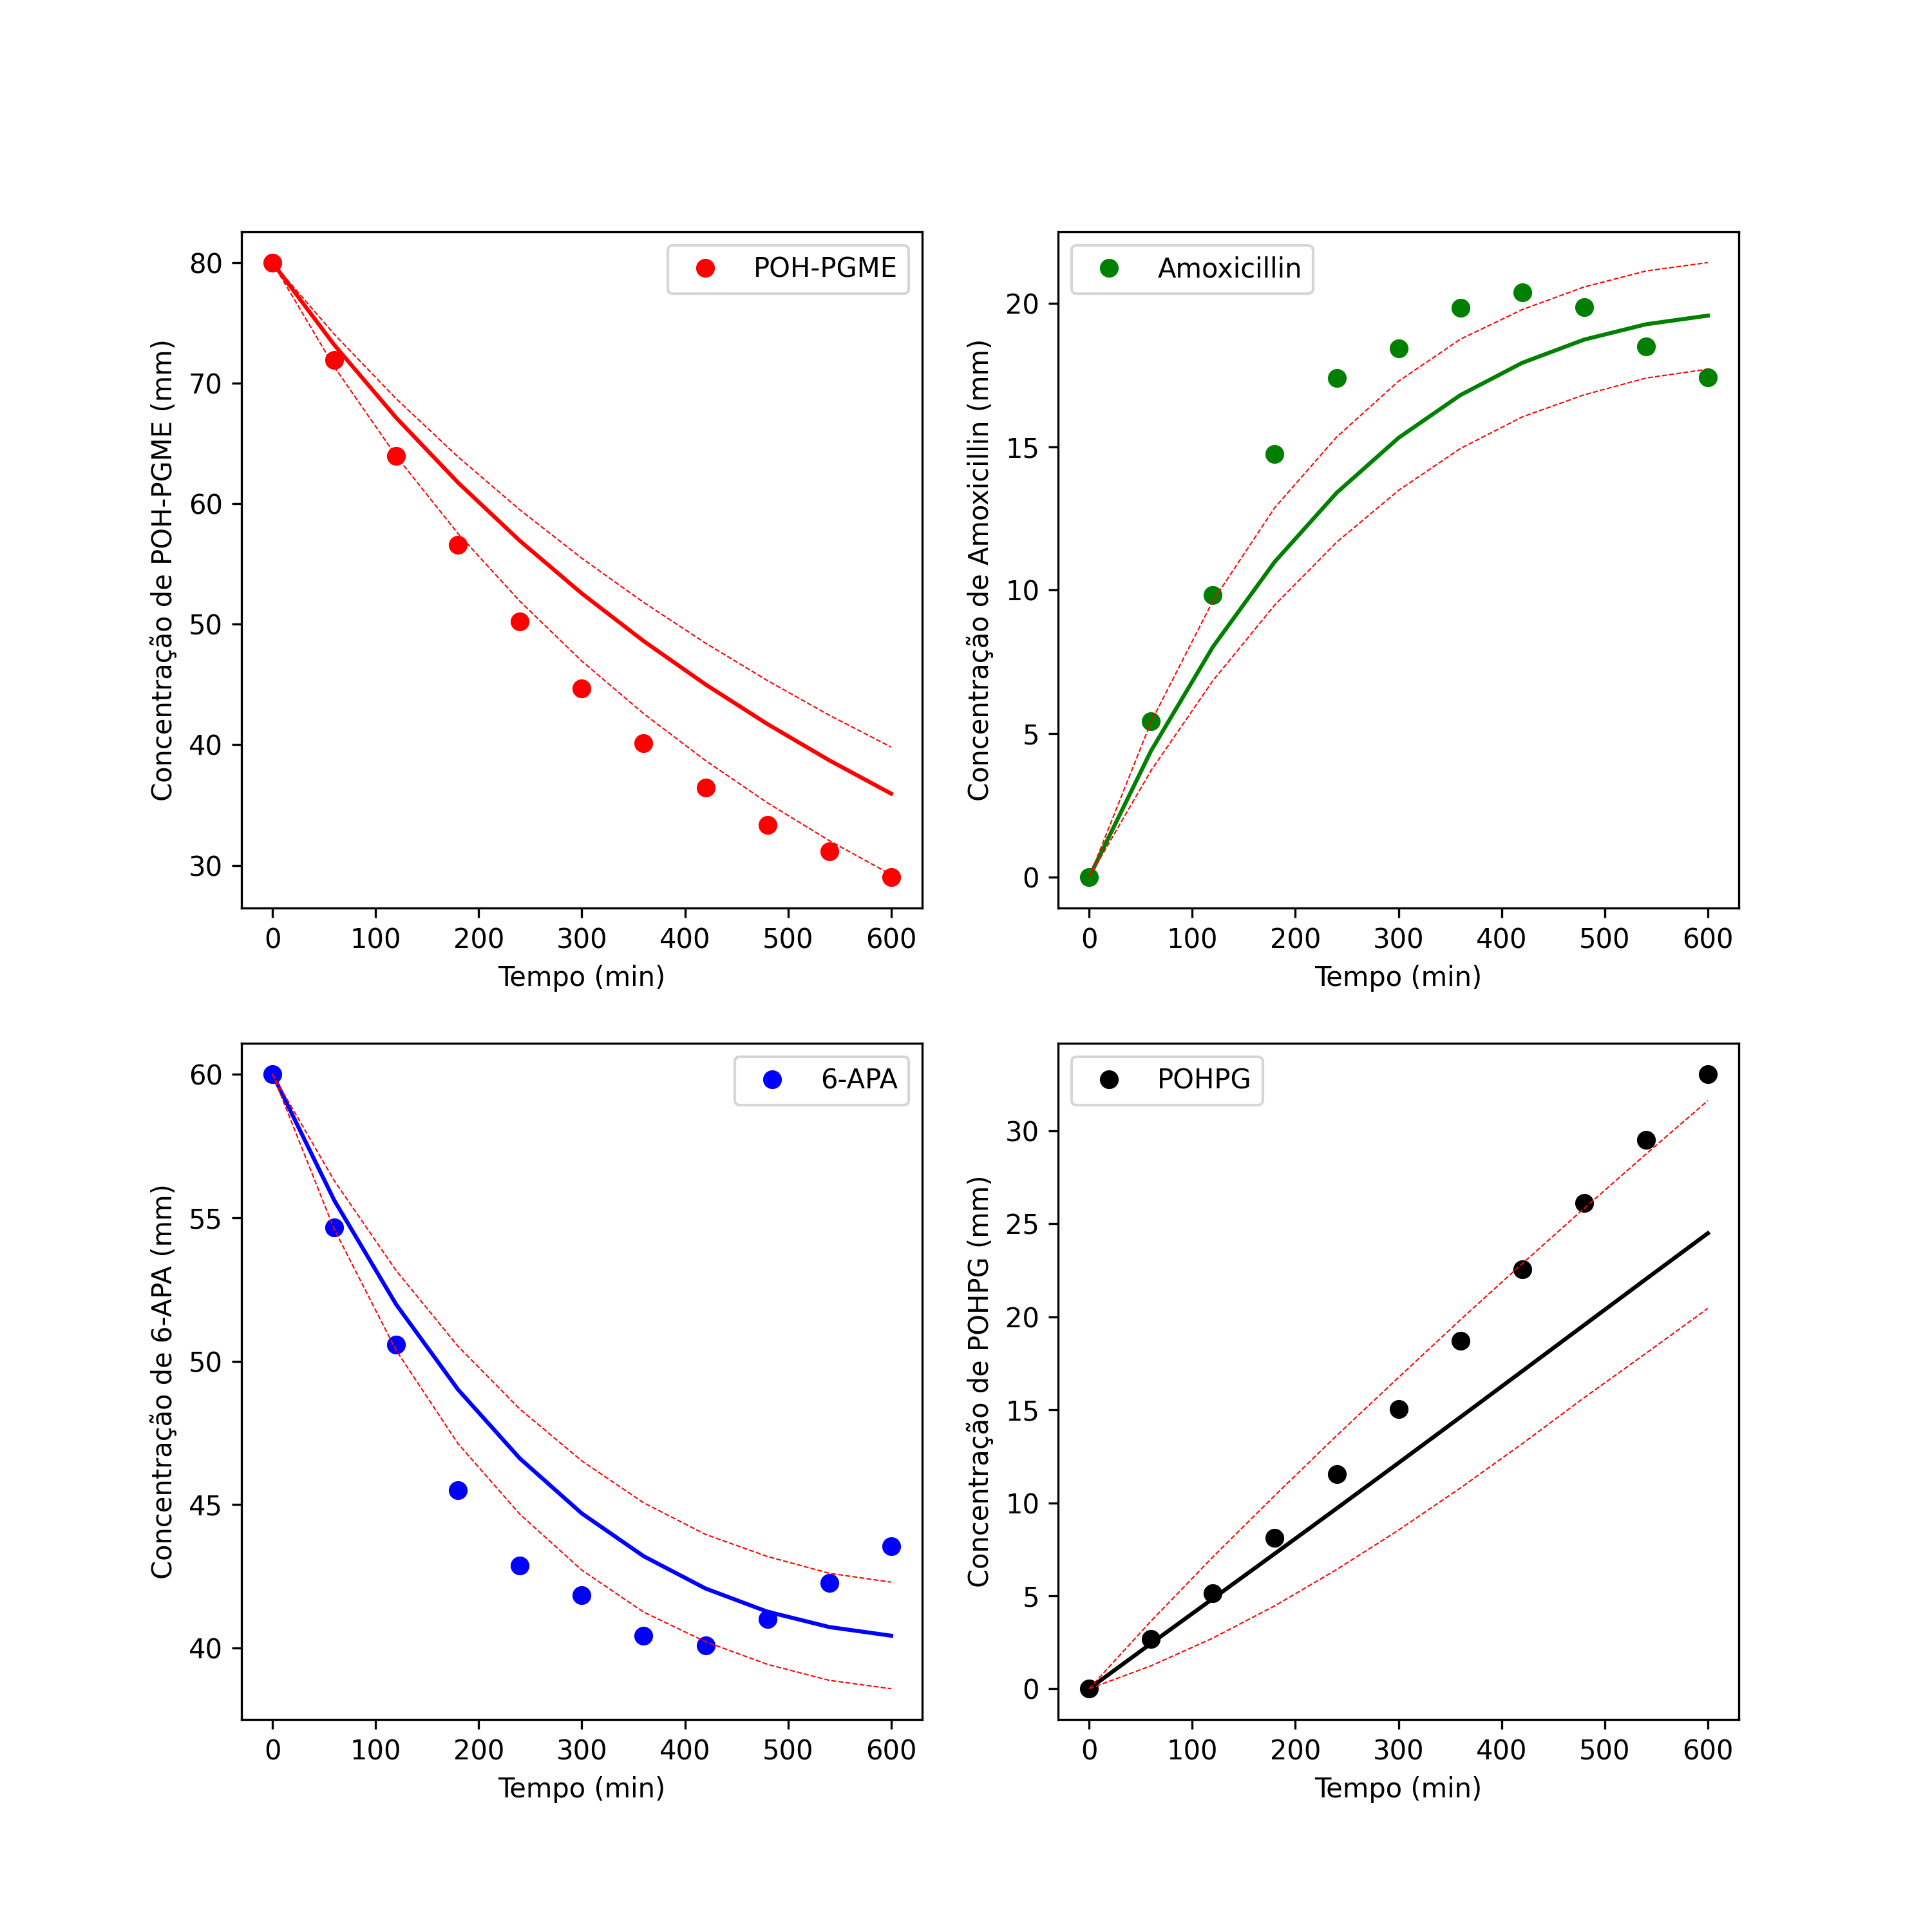 POH-PGME
Concentração de POH-PGME (mm)
80
70
60
50
40
30
0 100 200 300 400 500 600
Tempo (min)
Amoxicillin
Concentração de Amoxicillin (mm)
20
15
10
5
0
0 100 200 300 400 500 600
Tempo (min)
6-APA
Concentração de 6-APA (mm)
60
55
50
45
40
0 100 200 300 400 500 600
Tempo (min)
POHPG
Concentração de POHPG (mm)
30
25
20
15
10
5
0
0 100 200 300 400 500 600
Tempo (min)